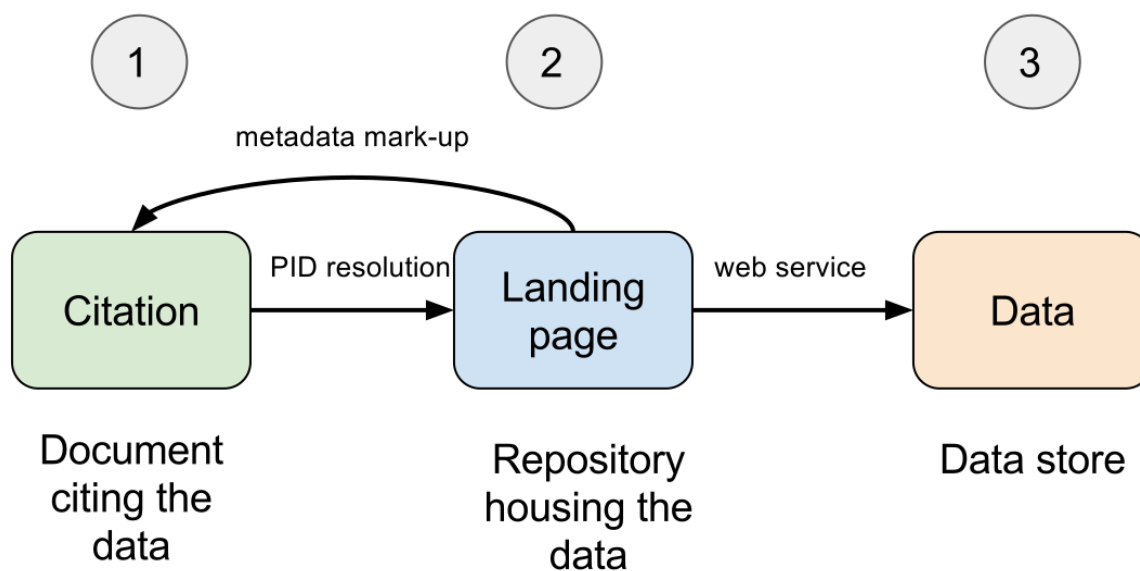 1
2
3
metadata mark-up
PID resolution
web service
Citation
Landing
page
Data
Document
citing the
data
Repository
housing the
data
Data store